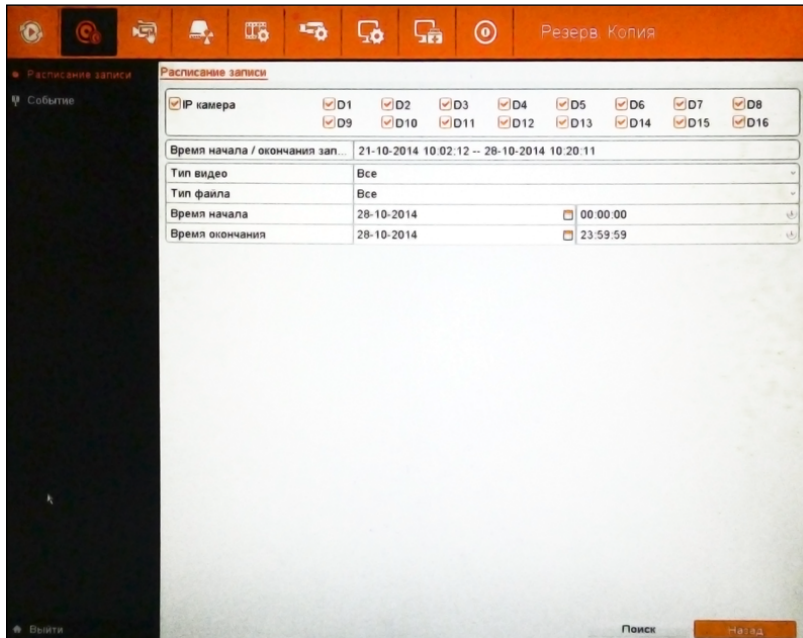 Резерв. Копия
Расписание записи
Событие
Выйти
Расписание записи
IP камера D1 D2 D3 D4 D5 D6 D7 D8
D9 D10 D11 D12 D13 D14 D15 D16
Время начала / окончания зап... 21-10-2014 10:02:12 -- 28-10-2014 10:20:11
Тип видео Все
Тип файла Все
Время начала 28-10-2014 00:00:00
Время окончания 28-10-2014 23:59:59
Поиск Назад